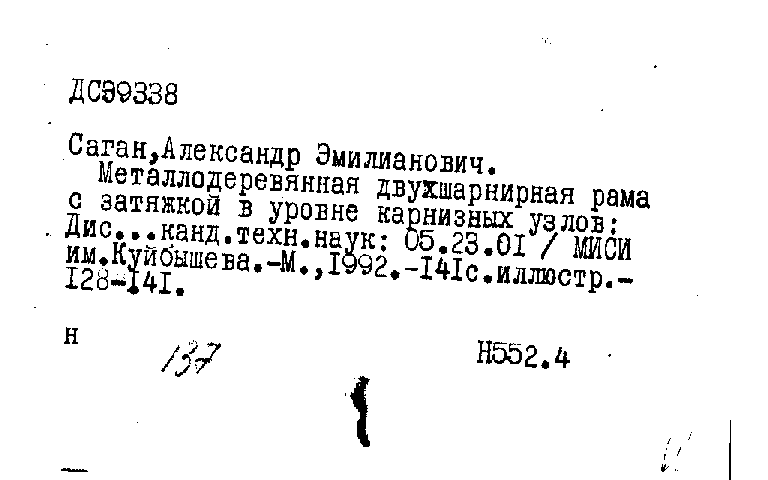 ДС99338
Саган,Александр Эмилианович.
Металлодеревянная двухшарнирная рама
с затяжкой в уровне карнизных узлов:
Дис...канд.техн.наук: 05.23.01 / МИСИ
им.Куйбышева.-М.,1992.-141с.иллюстр.-
128-141.
н
137
Н552.4